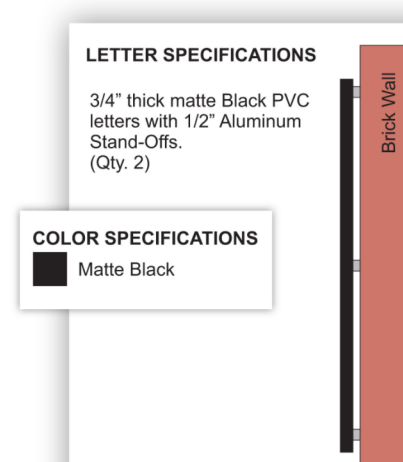 LETTER SPECIFICATIONS
3/4” thick matte Black PVC
letters with 1/2” Aluminum
Stand-Offs.
(Qty. 2)
Brick Wall
COLOR SPECIFICATIONS
Matte Black